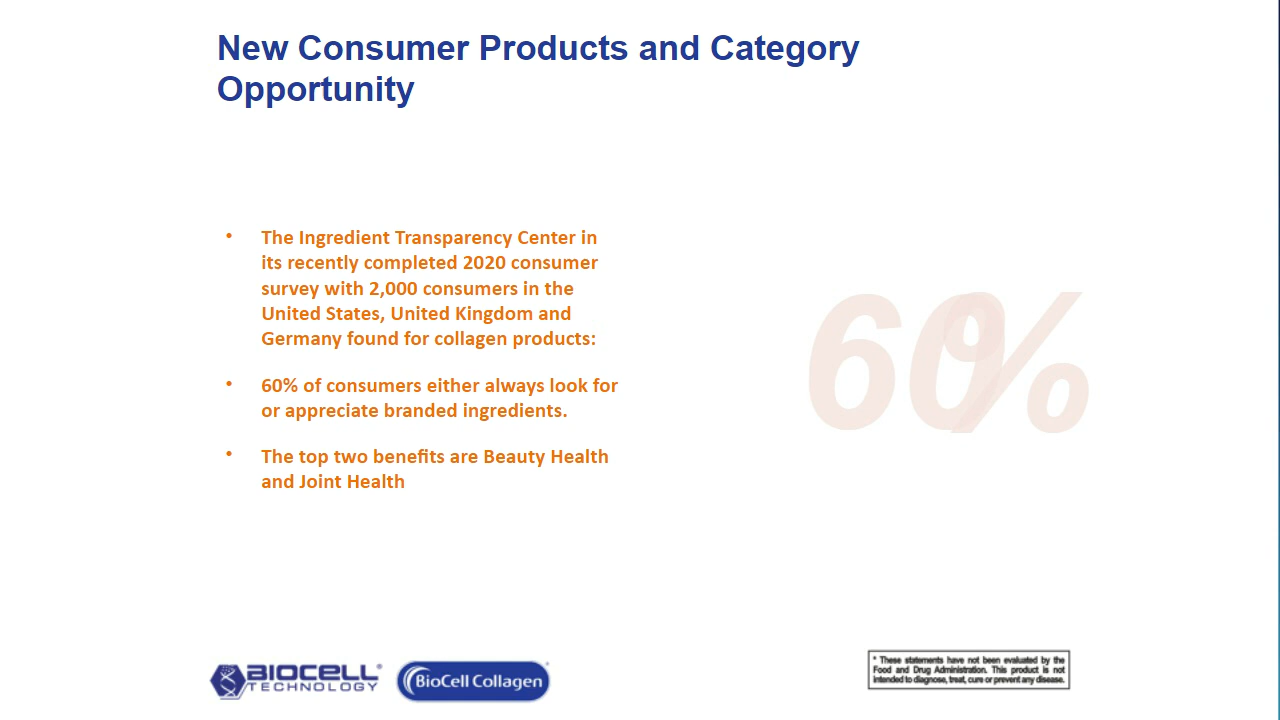 New Consumer Products and Category
Opportunity
• The Ingredient Transparency Center in
its recently completed 2020 consumer
survey with 2,000 consumers in the
United States, United Kingdom and
Germany found for collagen products:
• 60% of consumers either always look for
or appreciate branded ingredients.
• The top two benefits are Beauty Health
and Joint Health
60%
BIOCELL®
TECHNOLOGY
BioCell Collagen®
* These statements have not been evaluated by the
Food and Drug Administration. This product is not
intended to diagnose, treat, cure or prevent any disease.